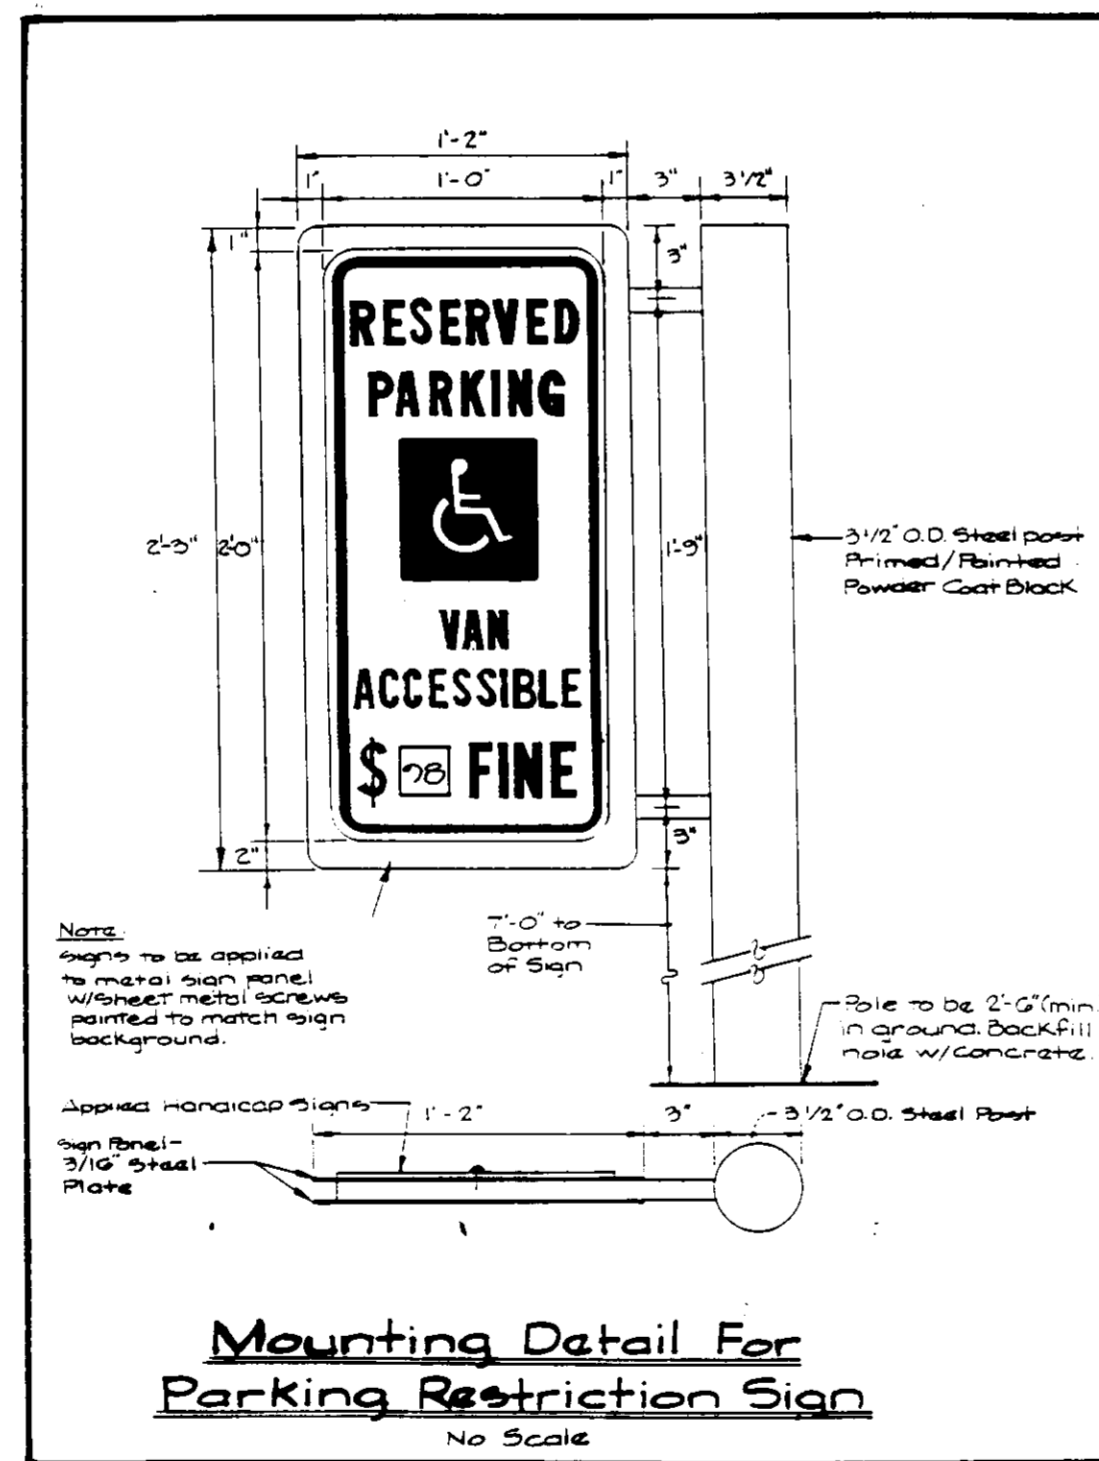 1'-2"
1" 1'-0" 1" 3" 3 1/2"
1"
3"
RESERVED
PARKING
2'-3" 2'-0" 1'-9"
3 1/2" O.D. Steel post
Primed/Painted
Powder Coat Black
VAN
ACCESSIBLE
$ FINE
2"
3"
7'-0" to
Bottom
of Sign
Note:
Signs to be applied
to metal sign panel
w/sheet metal screws
painted to match sign
background.
Pole to be 2'-6" (min.
in ground. Backfill
hole w/concrete.
Applied Handicap Signs
1'-2" 3" 3 1/2" O.D. Steel Post
Sign Panel-
3/16" Steel
Plate
Mounting Detail For
Parking Restriction Sign
No Scale